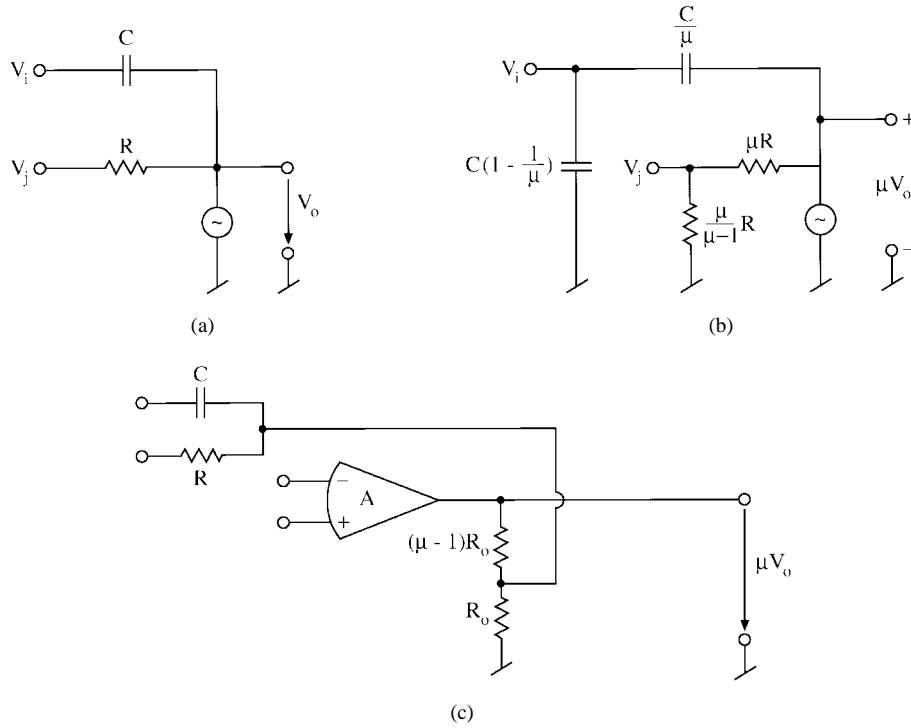 C
V_i
R
V_j
V_o
~
(a)
C/μ
V_i
C(1 - 1/μ)
V_j
μR
μ/(μ−1) R
~
+
μV_o
−
(b)
C
R
−
+
A
(μ - 1)R_o
R_o
μV_o
(c)